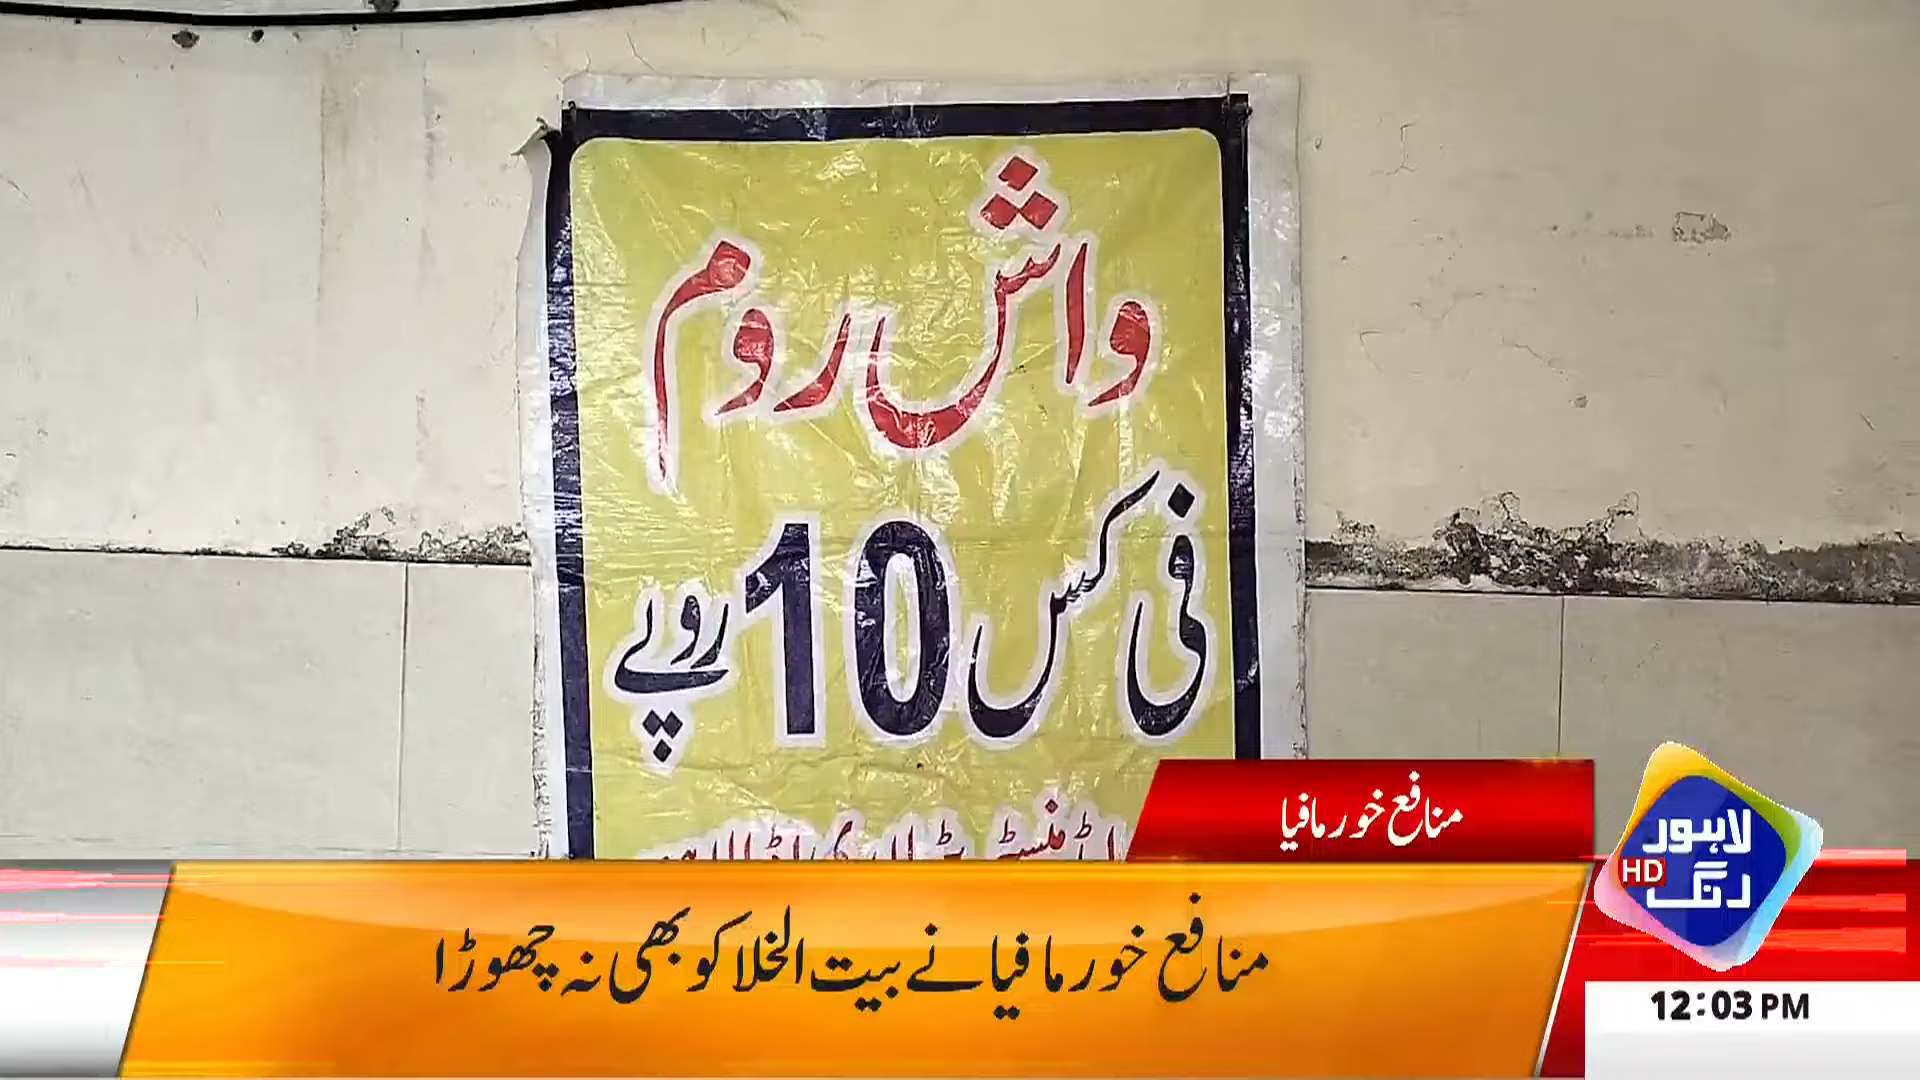 واش روم
فی کس 10 روپے
منافع خور مافیا
لاہور
رنگ
HD
منافع خور مافیا نے بیت الخلا کو بھی نہ چھوڑا
12:03 PM